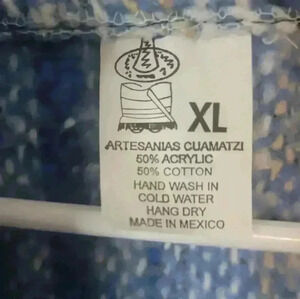 XL
ARTESANIAS CUAMATZI
50% ACRYLIC
50% COTTON
HAND WASH IN
COLD WATER
HANG DRY
MADE IN MEXICO